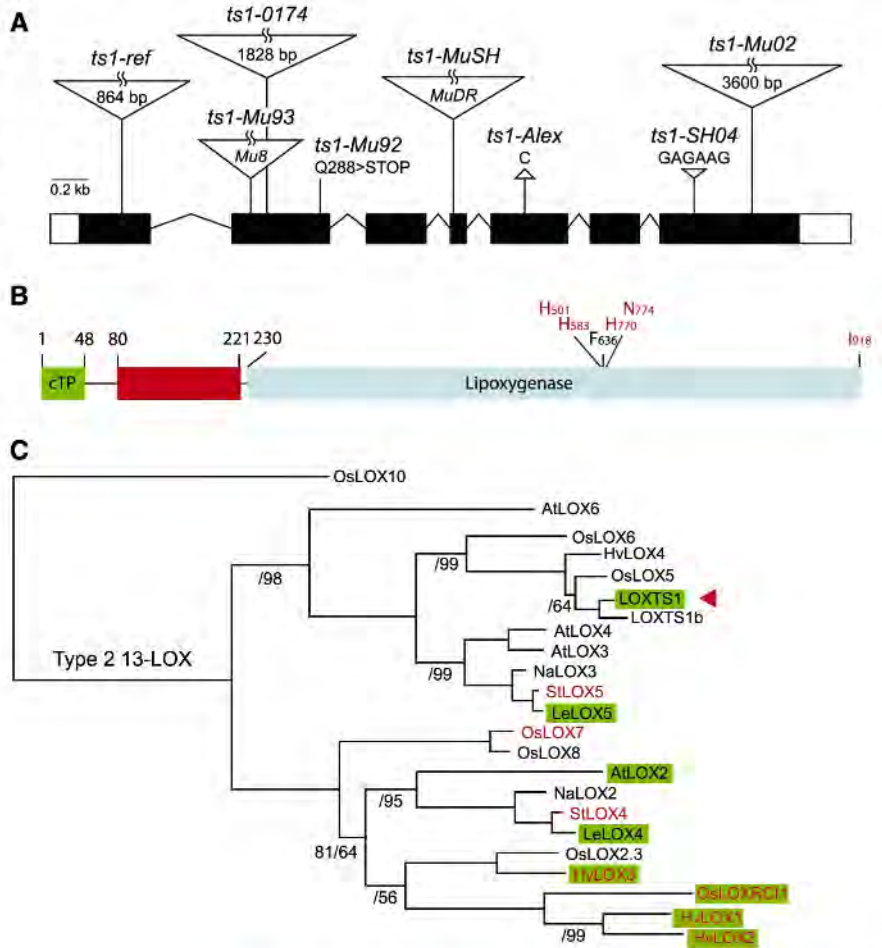 A
ts1-0174
1828 bp
ts1-ref
864 bp
ts1-MuSH
MuDR
ts1-Mu02
3600 bp
ts1-Mu93
Mu8
ts1-Mu92
Q288>STOP
ts1-Alex
C
ts1-SH04
GAGAAG
0.2 kb
B
H501
N774
H583
H770
F636
I918
1 48 80 221 230
cTP
Lipoxygenase
C
OsLOX10
AtLOX6
OsLOX6
HvLOX4
/99
OsLOX5
/98
LOXTS1
/64
LOXTS1b
AtLOX4
Type 2 13-LOX
AtLOX3
NaLOX3
/99
StLOX5
LeLOX5
OsLOX7
OsLOX8
AtLOX2
NaLOX2
/95
StLOX4
LeLOX4
81/64
OsLOX2.3
/56
OsLOXRCI1
HvLOX1
/99
HvLOX2